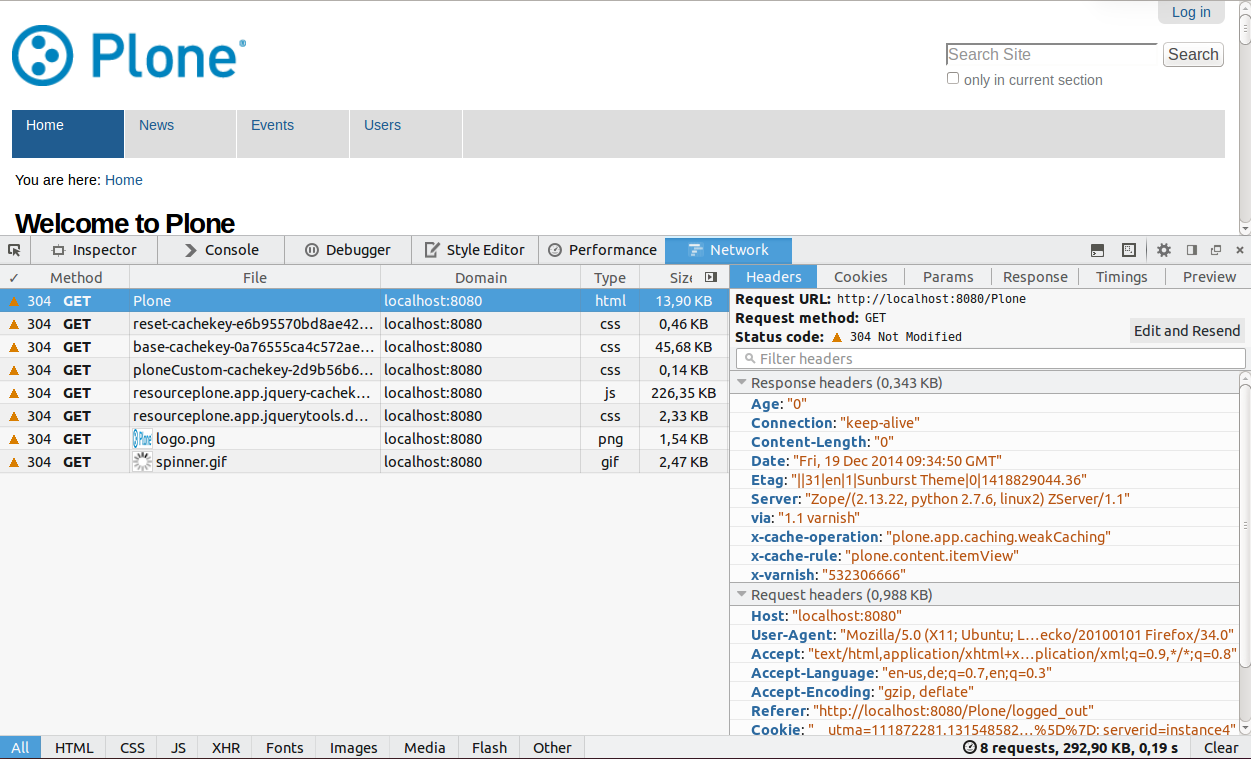 Log in
Plone®
Search Site
Search
only in current section
Home News Events Users
You are here: Home
Welcome to Plone
Inspector Console Debugger Style Editor Performance Network
✓ Method File Domain Type Size
304 GET Plone localhost:8080 html 13,90 KB
304 GET reset-cachekey-e6b95570bd8ae42… localhost:8080 css 0,46 KB
304 GET base-cachekey-0a76555ca4c572ae… localhost:8080 css 45,68 KB
304 GET ploneCustom-cachekey-2d9b56b6… localhost:8080 css 0,14 KB
304 GET resourceplone.app.jquery-cachek… localhost:8080 js 226,35 KB
304 GET resourceplone.app.jquerytools.d… localhost:8080 css 2,33 KB
304 GET Plone logo.png localhost:8080 png 1,54 KB
304 GET spinner.gif localhost:8080 gif 2,47 KB
Headers Cookies Params Response Timings Preview
Request URL: http://localhost:8080/Plone
Request method: GET
Status code: 304 Not Modified
Edit and Resend
Filter headers
Response headers (0,343 KB)
Age: "0"
Connection: "keep-alive"
Content-Length: "0"
Date: "Fri, 19 Dec 2014 09:34:50 GMT"
Etag: "||31|en|1|Sunburst Theme|0|1418829044.36"
Server: "Zope/(2.13.22, python 2.7.6, linux2) ZServer/1.1"
via: "1.1 varnish"
x-cache-operation: "plone.app.caching.weakCaching"
x-cache-rule: "plone.content.itemView"
x-varnish: "532306666"
Request headers (0,988 KB)
Host: "localhost:8080"
User-Agent: "Mozilla/5.0 (X11; Ubuntu; L…ecko/20100101 Firefox/34.0"
Accept: "text/html,application/xhtml+x…plication/xml;q=0.9,*/*;q=0.8"
Accept-Language: "en-us,de;q=0.7,en;q=0.3"
Accept-Encoding: "gzip, deflate"
Referer: "http://localhost:8080/Plone/logged_out"
Cookie: "__utma=111872281.131548582…%5D%7D; serverid=instance4"
All HTML CSS JS XHR Fonts Images Media Flash Other
8 requests, 292,90 KB, 0,19 s
Clear